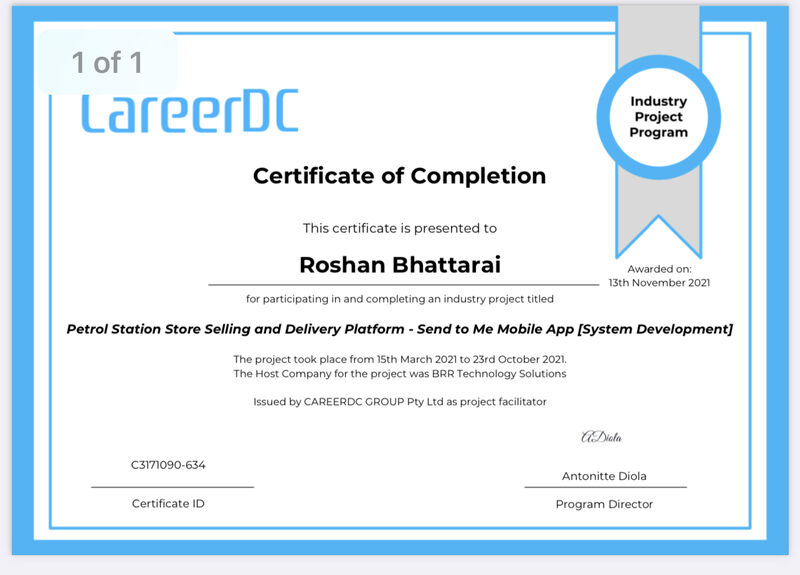 1 of 1
CareerDC
Industry
Project
Program
Certificate of Completion
This certificate is presented to
Roshan Bhattarai
Awarded on:
13th November 2021
for participating in and completing an industry project titled
Petrol Station Store Selling and Delivery Platform - Send to Me Mobile App [System Development]
The project took place from 15th March 2021 to 23rd October 2021.
The Host Company for the project was BRR Technology Solutions
Issued by CAREERDC GROUP Pty Ltd as project facilitator
ADiola
C3171090-634
Antonitte Diola
Certificate ID
Program Director